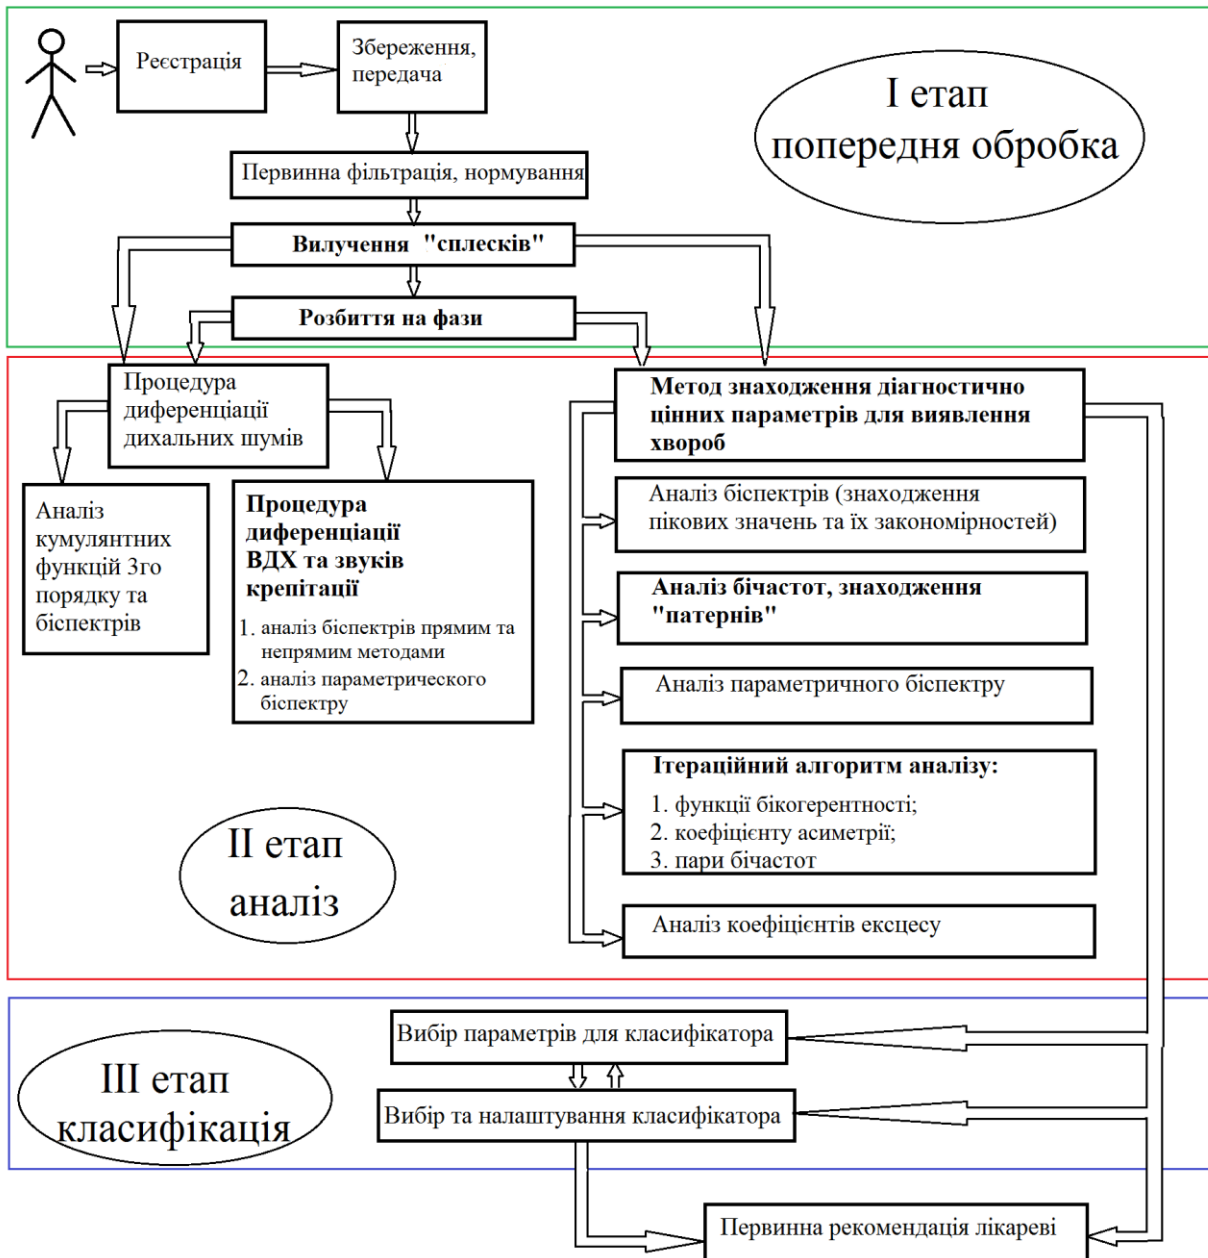 Реєстрація
Збереження,
передача
I етап
попередня обробка
Первинна фільтрація, нормування
Вилучення "сплесків"
Розбиття на фази
Процедура
диференціації
дихальних шумів
Аналіз
кумулянтних
функцій 3го
порядку та
біспектрів
Процедура
диференціації
ВДХ та звуків
крепітації
1. аналіз біспектрів прямим та
непрямим методами
2. аналіз параметрического
біспектру
Метод знаходження діагностично
цінних параметрів для виявлення
хвороб
Аналіз біспектрів (знаходження
пікових значень та їх закономірностей)
Аналіз бічастот, знаходження
"патернів"
Аналіз параметричного біспектру
Ітераційний алгоритм аналізу:
1. функції бікогерентності;
2. коефіцієнту асиметрії;
3. пари бічастот
Аналіз коефіцієнтів ексцесу
II етап
аналіз
III етап
класифікація
Вибір параметрів для класифікатора
Вибір та налаштування класифікатора
Первинна рекомендація лікареві